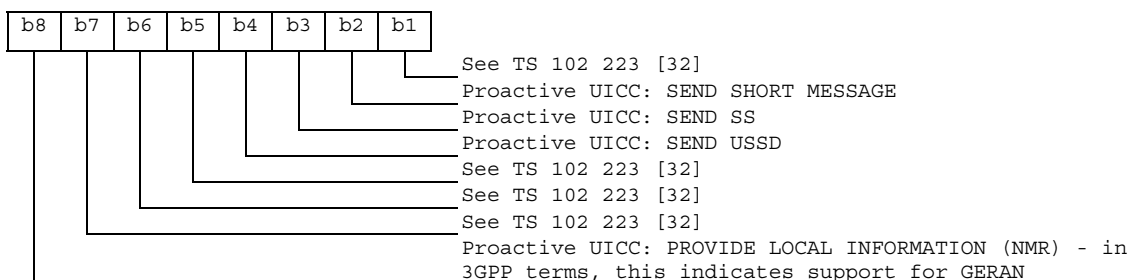 b8 b7 b6 b5 b4 b3 b2 b1
See TS 102 223 [32]
Proactive UICC: SEND SHORT MESSAGE
Proactive UICC: SEND SS
Proactive UICC: SEND USSD
See TS 102 223 [32]
See TS 102 223 [32]
See TS 102 223 [32]
Proactive UICC: PROVIDE LOCAL INFORMATION (NMR) - in
3GPP terms, this indicates support for GERAN